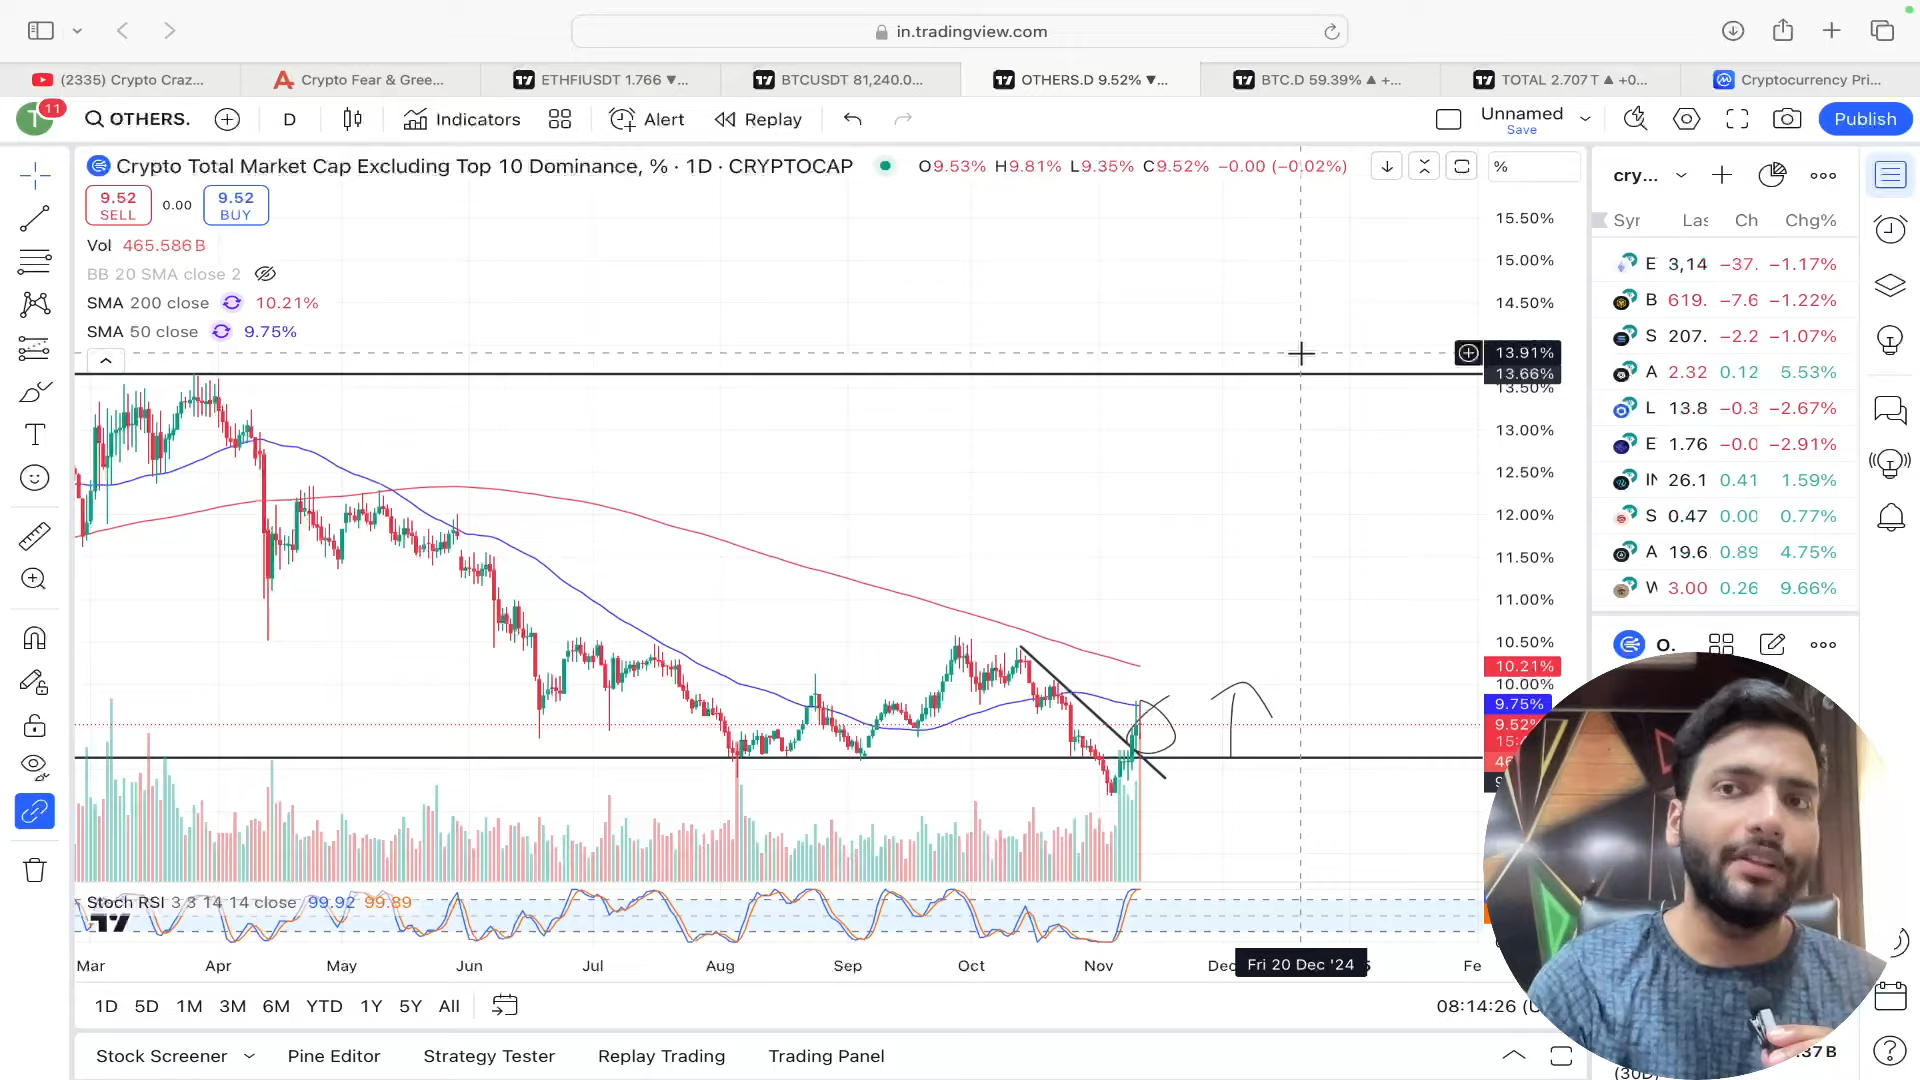 in.tradingview.com
(2335) Crypto Craz...
Crypto Fear & Gree...
ETHFIUSDT 1.766 ▼...
BTCUSDT 81,240.0...
OTHERS.D 9.52% ▼...
BTC.D 59.39% ▲ +...
TOTAL 2.707 T ▲ +0...
Cryptocurrency Pri...
T 11 OTHERS. D Indicators Alert Replay Unnamed Save Publish
Crypto Total Market Cap Excluding Top 10 Dominance, % · 1D · CRYPTOCAP O9.53% H9.81% L9.35% C9.52% −0.00 (−0.02%) %
9.52 SELL 0.00 9.52 BUY
Vol 465.586 B
BB 20 SMA close 2
SMA 200 close 10.21%
SMA 50 close 9.75%
15.50%
15.00%
14.50%
13.91%
13.66%
13.50%
13.00%
12.50%
12.00%
11.50%
11.00%
10.50%
10.21%
10.00%
9.75%
9.52%
cry...
Syr Las Ch Chg%
E 3,14 −37. −1.17%
B 619. −7.6 −1.22%
S 207. −2.2 −1.07%
A 2.32 0.12 5.53%
L 13.8 −0.3 −2.67%
E 1.76 −0.0 −2.91%
IN 26.1 0.41 1.59%
S 0.47 0.00 0.77%
A 19.6 0.89 4.75%
W 3.00 0.26 9.66%
O.
Stoch RSI 3 3 14 14 close 99.92 99.89
Mar Apr May Jun Jul Aug Sep Oct Nov Dec Fri 20 Dec '24 Fe
1D 5D 1M 3M 6M YTD 1Y 5Y All 08:14:26
Stock Screener Pine Editor Strategy Tester Replay Trading Trading Panel
.37 B
(30D)